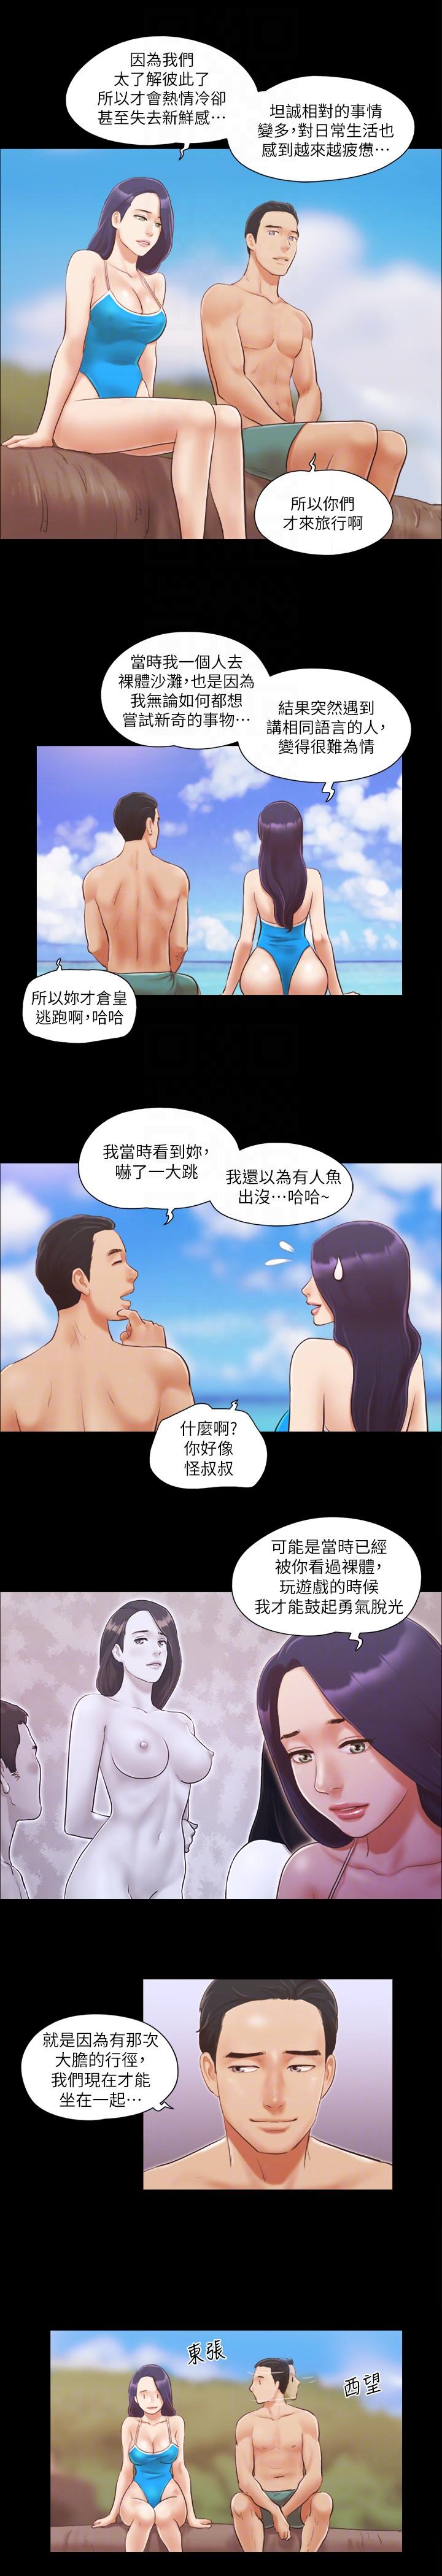 因為我們
太了解彼此了
所以才會熱情冷卻
甚至失去新鮮感⋯
坦誠相對的事情
變多，對日常生活也
感到越來越疲憊⋯
所以你們
才來旅行啊
當時我一個人去
裸體沙灘，也是因為
我無論如何都想
嘗試新奇的事物⋯
結果突然遇到
講相同語言的人，
變得很難為情
所以妳才倉皇
逃跑啊，哈哈
我當時看到妳，
嚇了一大跳
我還以為有人魚
出沒⋯哈哈~
什麼啊?
你好像
怪叔叔
可能是當時已經
被你看過裸體，
玩遊戲的時候
我才能鼓起勇氣脫光
就是因為有那次
大膽的行徑，
我們現在才能
坐在一起⋯
東張
西望